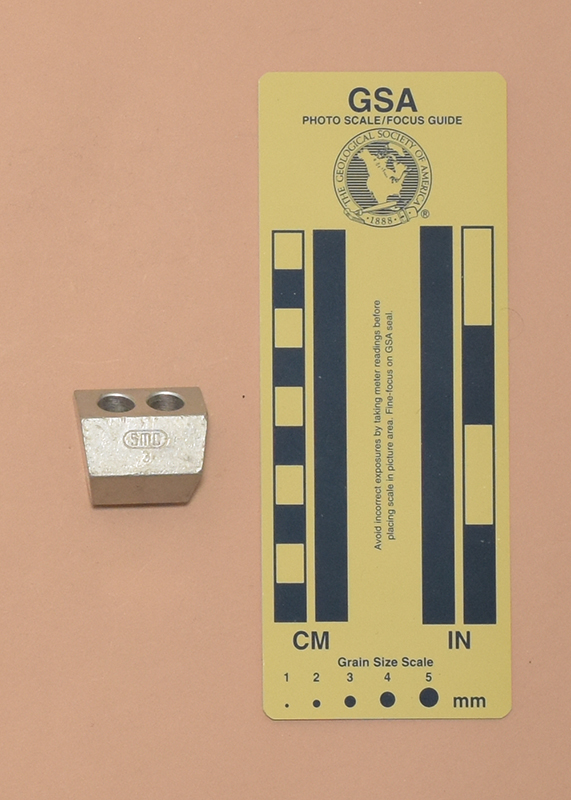 GSA
PHOTO SCALE/FOCUS GUIDE
THE GEOLOGICAL SOCIETY OF AMERICA
1888
®
Avoid incorrect exposures by taking meter readings before
placing scale in picture area. Fine-focus on GSA seal.
SMC
3
CM
IN
Grain Size Scale
1 2 3 4 5
mm